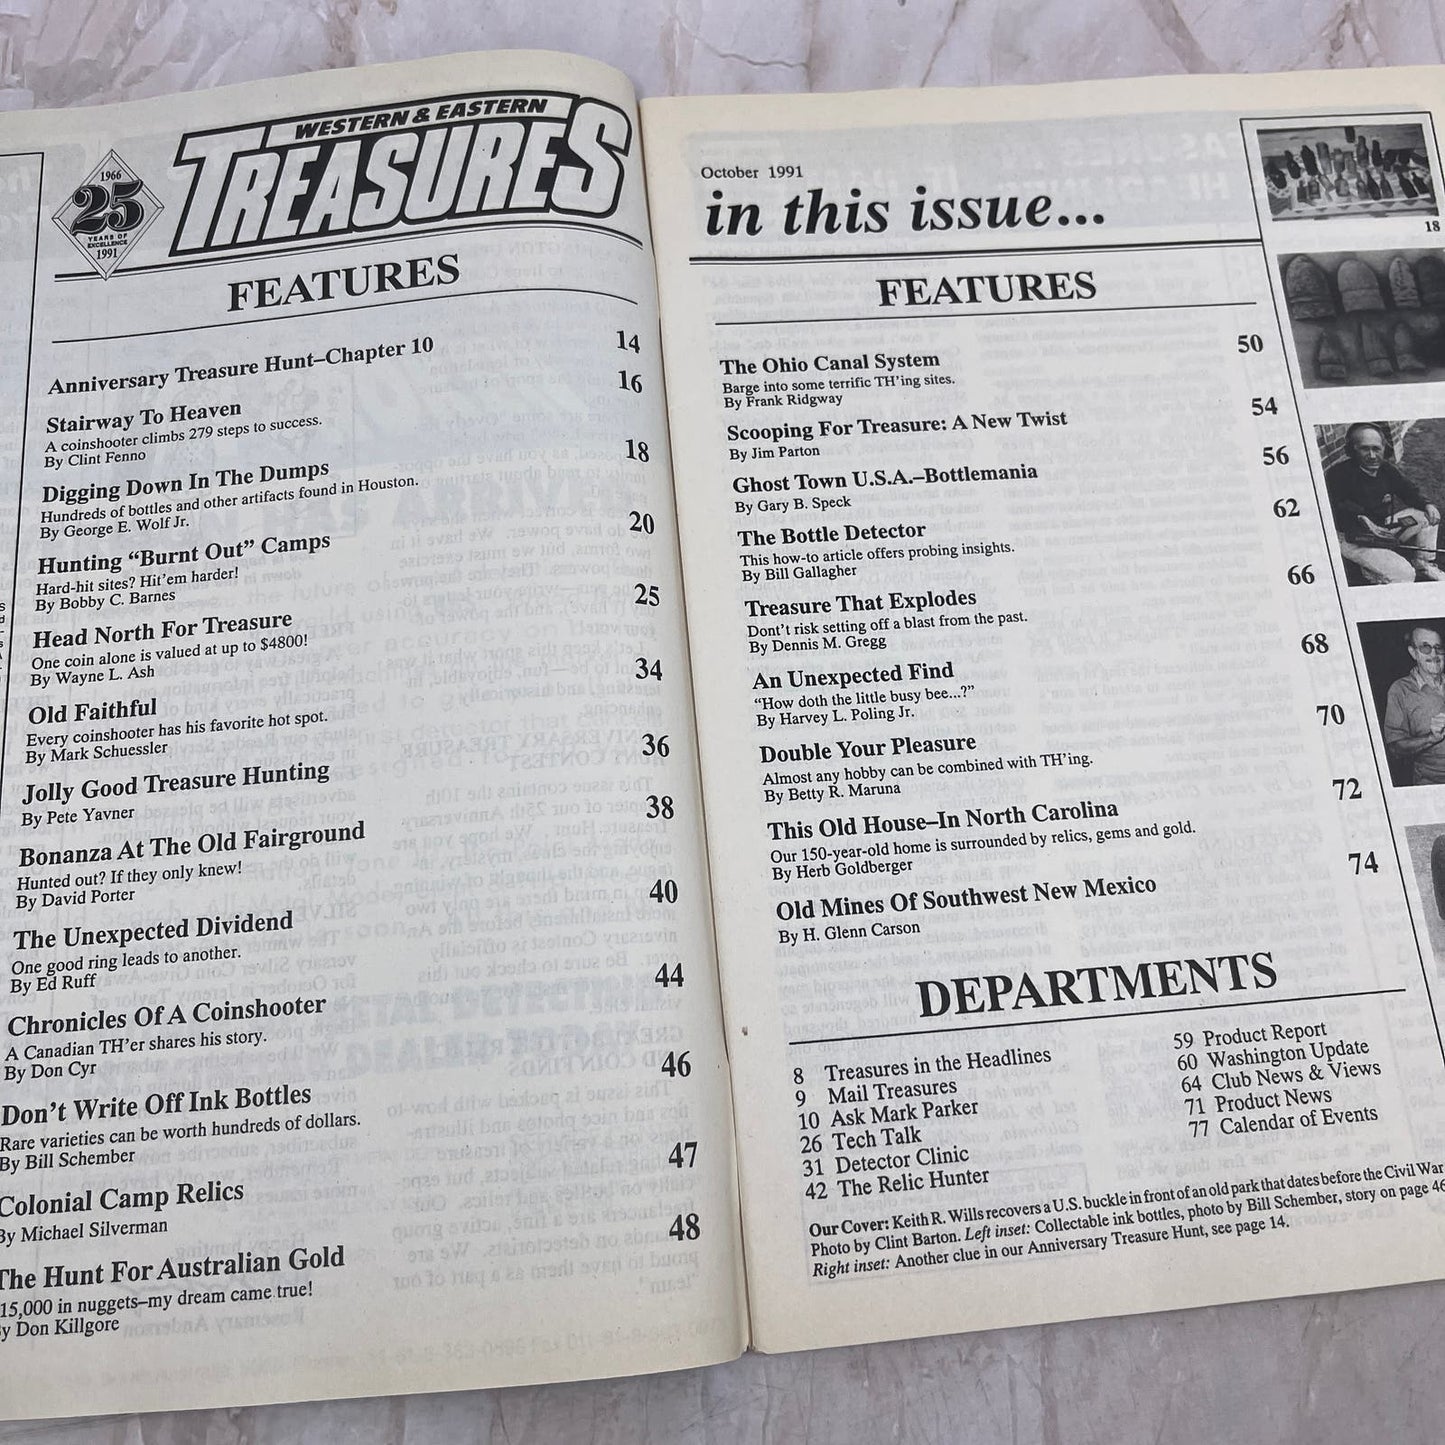 WESTERN & EASTERN
TREASURES
1966
25
YEARS OF
EXCELLENCE
1991
FEATURES
Anniversary Treasure Hunt–Chapter 10 14
Stairway To Heaven 16
A coinshooter climbs 279 steps to success.
By Clint Fenno
Digging Down In The Dumps 18
Hundreds of bottles and other artifacts found in Houston.
By George E. Wolf Jr.
Hunting “Burnt Out” Camps 20
Hard-hit sites? Hit'em harder!
By Bobby C. Barnes
Head North For Treasure 25
One coin alone is valued at up to $4800!
By Wayne L. Ash
Old Faithful 34
Every coinshooter has his favorite hot spot.
By Mark Schuessler
Jolly Good Treasure Hunting 36
By Pete Yavner
Bonanza At The Old Fairground 38
Hunted out? If they only knew!
By David Porter
The Unexpected Dividend 40
One good ring leads to another.
By Ed Ruff
Chronicles Of A Coinshooter 44
A Canadian TH'er shares his story.
By Don Cyr
Don't Write Off Ink Bottles 46
Rare varieties can be worth hundreds of dollars.
By Bill Schember
Colonial Camp Relics 47
By Michael Silverman
The Hunt For Australian Gold 48
15,000 in nuggets–my dream came true!
By Don Killgore
October 1991
in this issue...
FEATURES
The Ohio Canal System 50
Barge into some terrific TH'ing sites.
By Frank Ridgway
Scooping For Treasure: A New Twist 54
By Jim Parton
Ghost Town U.S.A.–Bottlemania 56
By Gary B. Speck
The Bottle Detector 62
This how-to article offers probing insights.
By Bill Gallagher
Treasure That Explodes 66
Dont't risk setting off a blast from the past.
By Dennis M. Gregg
An Unexpected Find 68
“How doth the little busy bee...?”
By Harvey L. Poling Jr.
Double Your Pleasure 70
Almost any hobby can be combined with TH'ing.
By Betty R. Maruna
This Old House–In North Carolina 72
Our 150-year-old home is surrounded by relics, gems and gold.
By Herb Goldberger
Old Mines Of Southwest New Mexico 74
By H. Glenn Carson
DEPARTMENTS
8 Treasures in the Headlines
9 Mail Treasures
10 Ask Mark Parker
26 Tech Talk
31 Detector Clinic
42 The Relic Hunter
59 Product Report
60 Washington Update
64 Club News & Views
71 Product News
77 Calendar of Events
Our Cover: Keith R. Wills recovers a U.S. buckle in front of an old park that dates before the Civil War
Photo by Clint Barton. Left inset: Collectable ink bottles, photo by Bill Schember, story on page 46
Right inset: Another clue in our Anniversary Treasure Hunt, see page 14.
18